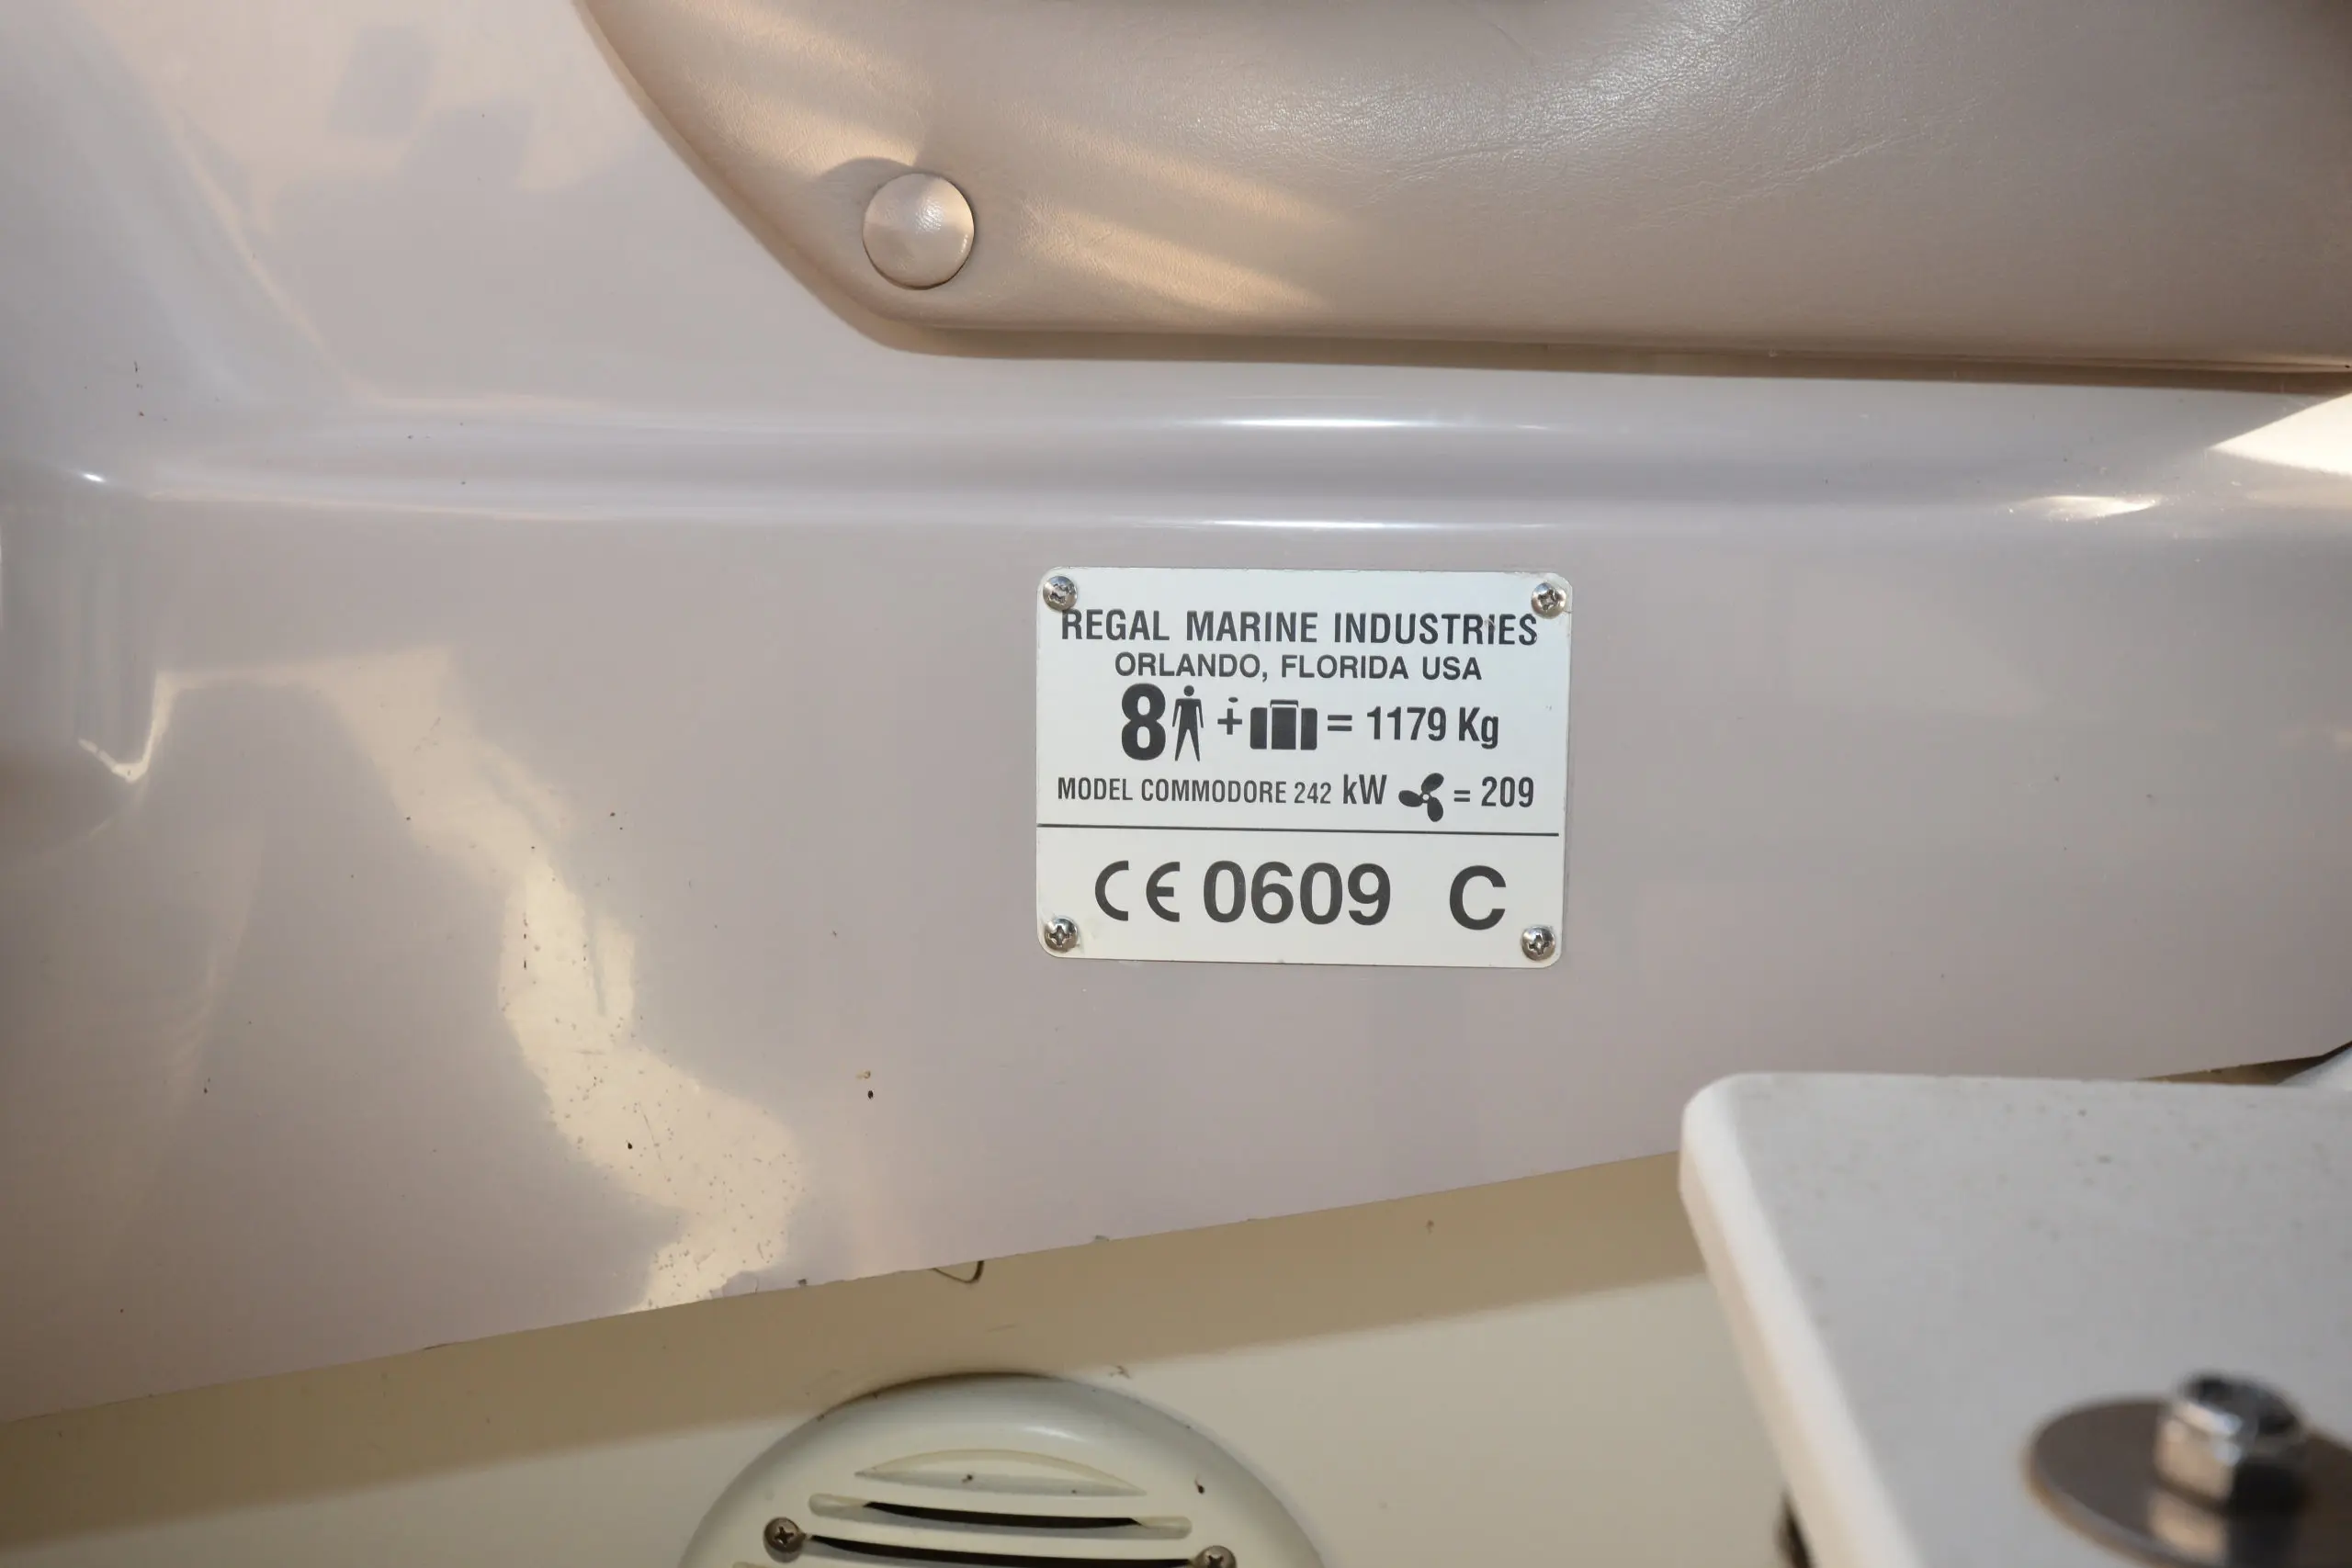 REGAL MARINE INDUSTRIES
ORLANDO, FLORIDA USA
8 + = 1179 Kg
MODEL COMMODORE 242 kW = 209
CE 0609 C